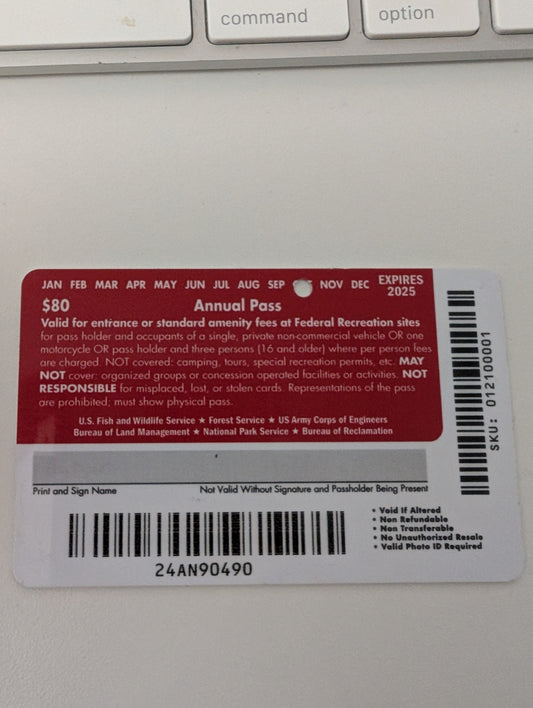 command
option
JAN FEB MAR APR MAY JUN JUL AUG SEP NOV DEC EXPIRES 2025
$80 Annual Pass
Valid for entrance or standard amenity fees at Federal Recreation sites
for pass holder and occupants of a single, private non-commercial vehicle OR one
motorcycle OR pass holder and three persons (16 and older) where per person fees
are charged. NOT covered: camping, tours, special recreation permits, etc. MAY
NOT cover: organized groups or concession operated facilities or activities. NOT
RESPONSIBLE for misplaced, lost, or stolen cards. Representations of the pass
are prohibited; must show physical pass.
U.S. Fish and Wildlife Service ★ Forest Service ★ US Army Corps of Engineers
Bureau of Land Management ★ National Park Service ★ Bureau of Reclamation
SKU: 012100001
Print and Sign Name Not Valid Without Signature and Passholder Being Present
24AN90490
• Void If Altered
• Non Refundable
• Non Transferable
• No Unauthorized Resale
• Valid Photo ID Required